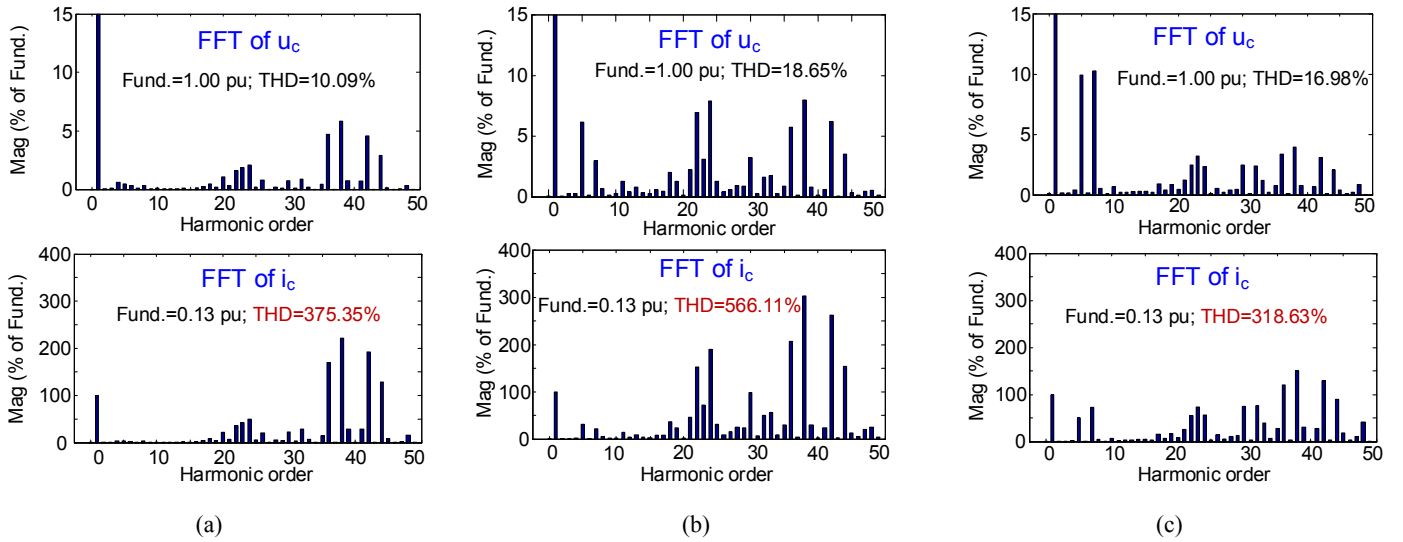 FFT of uc
Fund.=1.00 pu; THD=10.09%
Mag (% of Fund.)
15
10
5
0
0 10 20 30 40 50
Harmonic order
FFT of ic
Fund.=0.13 pu; THD=375.35%
Mag (% of Fund.)
400
300
200
100
0
0 10 20 30 40 50
Harmonic order
(a)
FFT of uc
Fund.=1.00 pu; THD=18.65%
Mag (% of Fund.)
15
10
5
0
0 10 20 30 40 50
Harmonic order
FFT of ic
Fund.=0.13 pu; THD=566.11%
Mag (% of Fund.)
400
300
200
100
0
0 10 20 30 40 50
Harmonic order
(b)
FFT of uc
Fund.=1.00 pu; THD=16.98%
Mag (% of Fund.)
15
10
5
0
0 10 20 30 40 50
Harmonic order
FFT of ic
Fund.=0.13 pu; THD=318.63%
Mag (% of Fund.)
400
300
200
100
0
0 10 20 30 40 50
Harmonic order
(c)